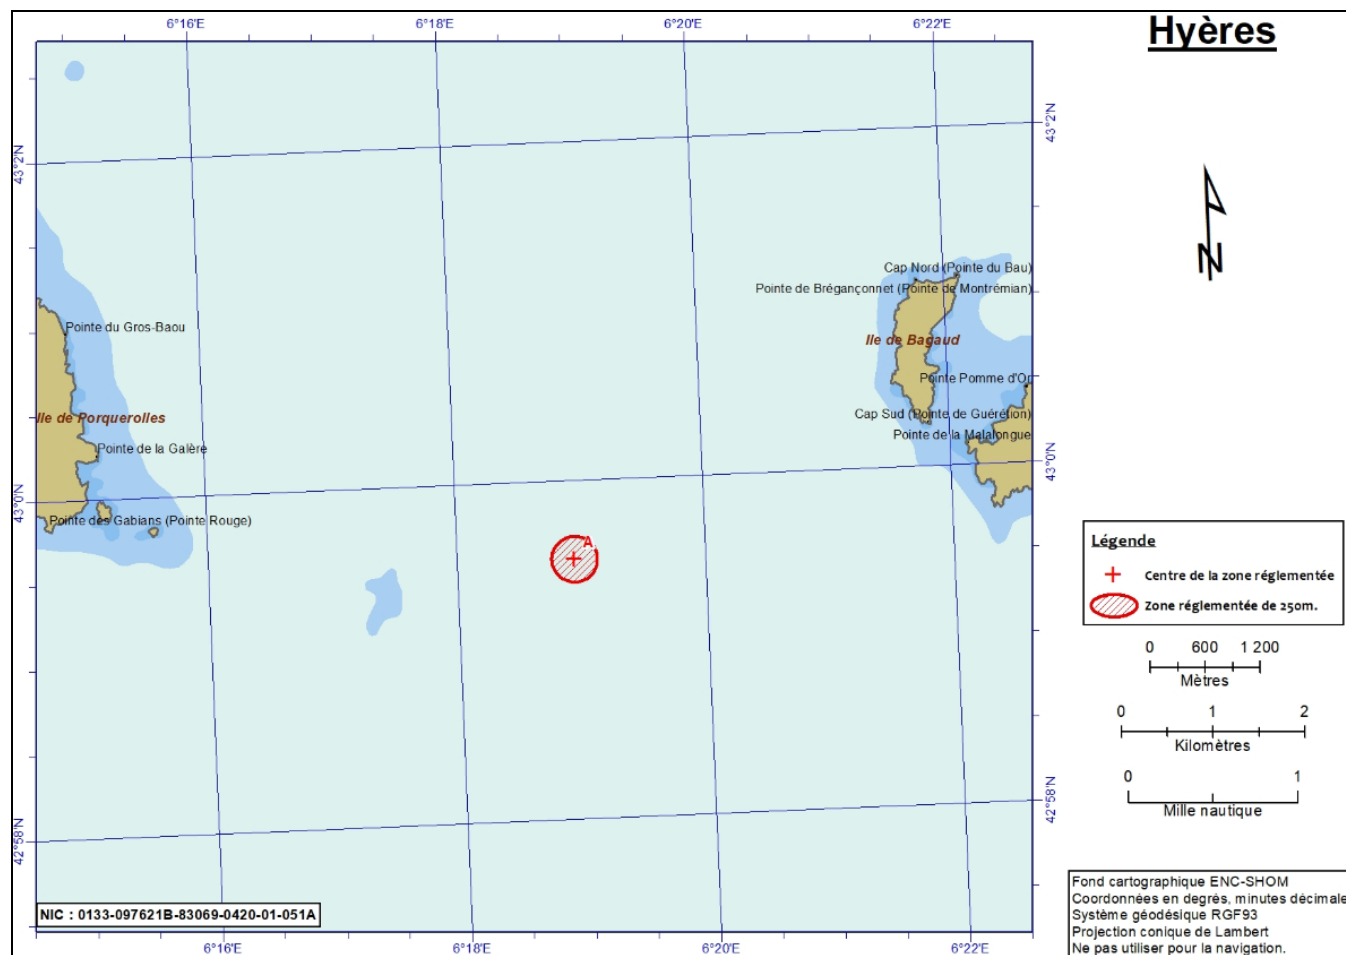 6°16'E
6°18'E
6°20'E
6°22'E
Hyères
43°2'N
43°2'N
Cap Nord (Pointe du Bau)
Pointe de Brégançonnet (Pointe de Montrémian)
Pointe du Gros-Baou
Ile de Bagaud
Pointe Pomme d'Or
Ile de Porquerolles
Cap Sud (Pointe de Guérétion)
Pointe de la Malalongue
Pointe de la Galère
43°0'N
43°0'N
Pointe des Gabians (Pointe Rouge)
A
N
Légende
Centre de la zone réglementée
Zone réglementée de 250m.
0 600 1 200
Mètres
0 1 2
Kilomètres
0 1
Mille nautique
42°58'N
42°58'N
NIC : 0133-097621B-83069-0420-01-051A
Fond cartographique ENC-SHOM
Coordonnées en degrés, minutes décimale
Système géodésique RGF93
Projection conique de Lambert
Ne pas utiliser pour la navigation.
6°16'E
6°18'E
6°20'E
6°22'E